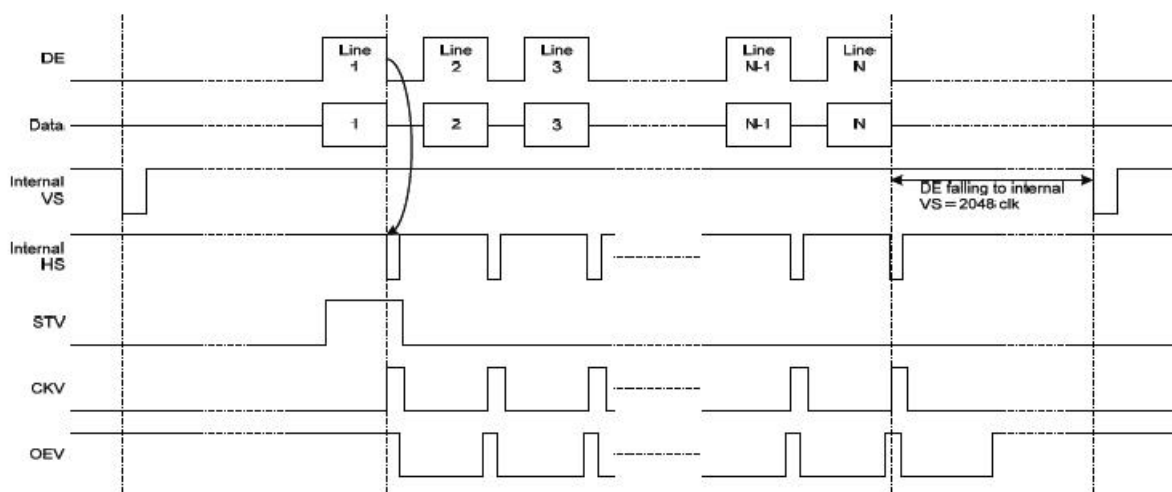 DE
Line 1
Line 2
Line 3
Line N-1
Line N
Data
1
2
3
N-1
N
Internal VS
DE falling to internal
VS = 2048 clk
Internal HS
STV
CKV
OEV